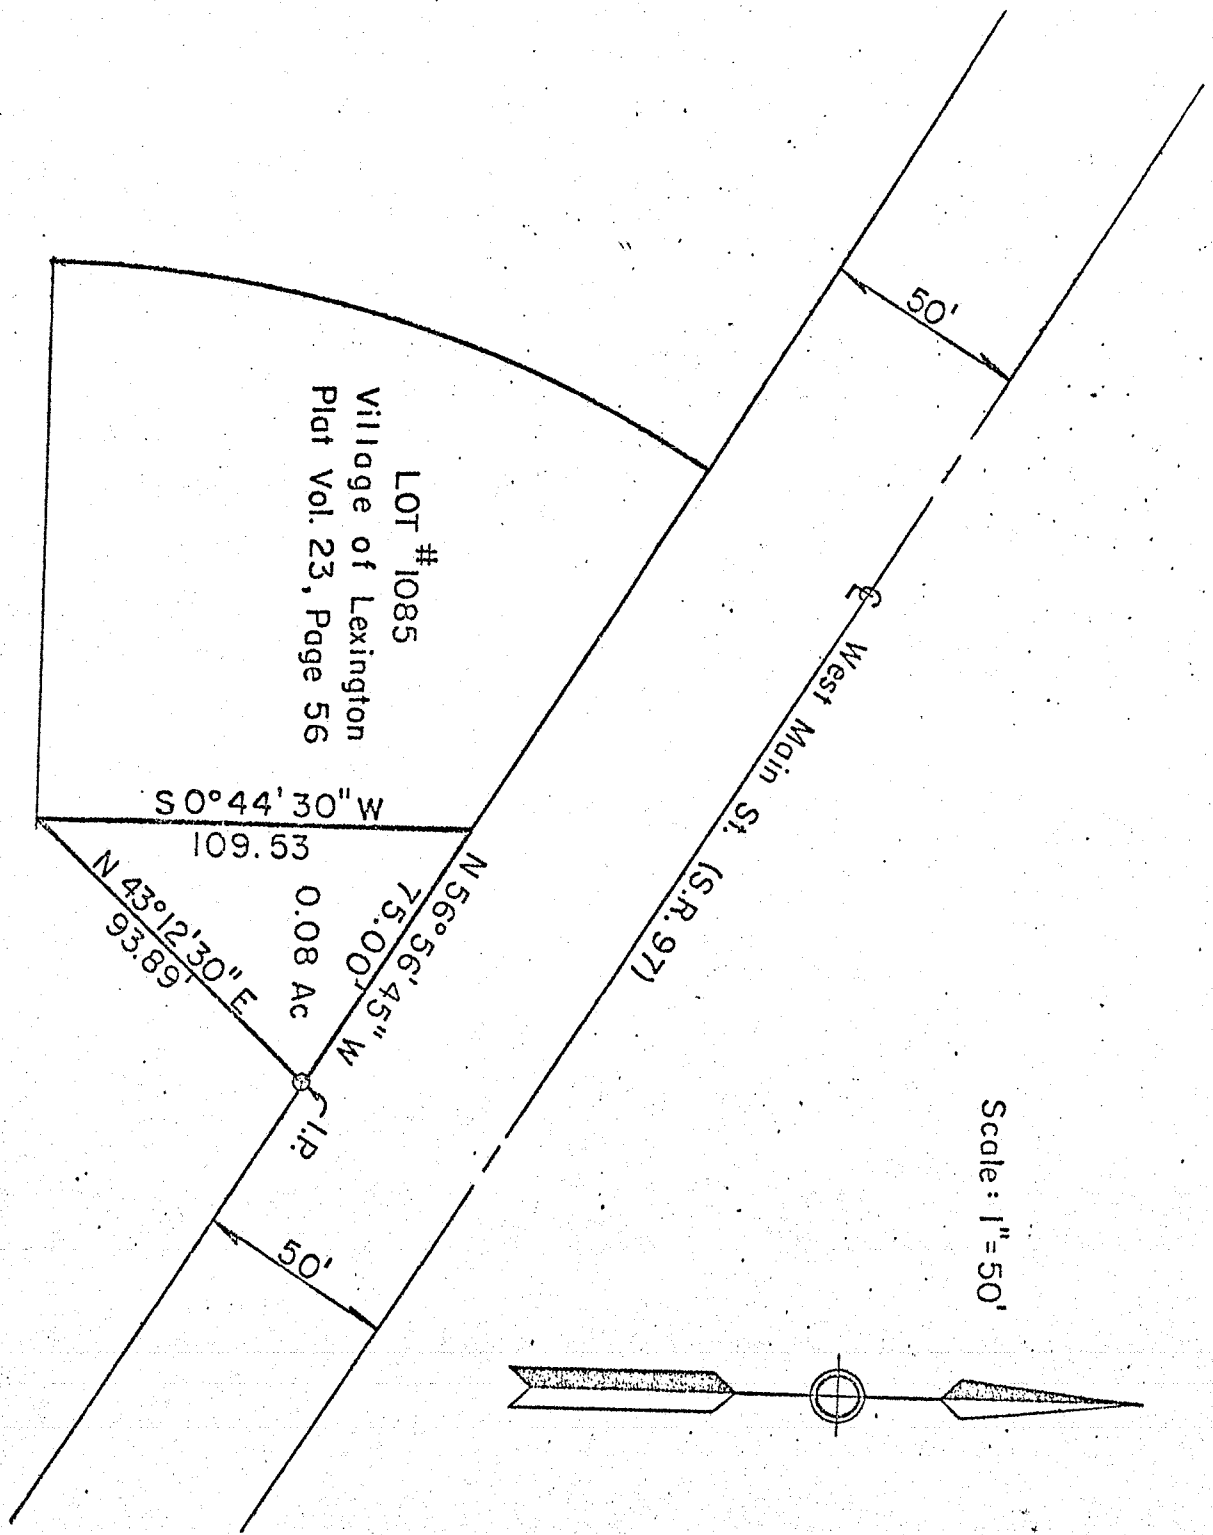 50'
LOT #1085
Village of Lexington
Plat Vol. 23, Page 56
℄ West Main St. (S.R. 97)
S 0°44'30" W
109.53
N 56°56'45" W
75.00'
0.08 Ac
N 43°12'30" E
93.89'
I.P.
50'
Scale: 1"=50'